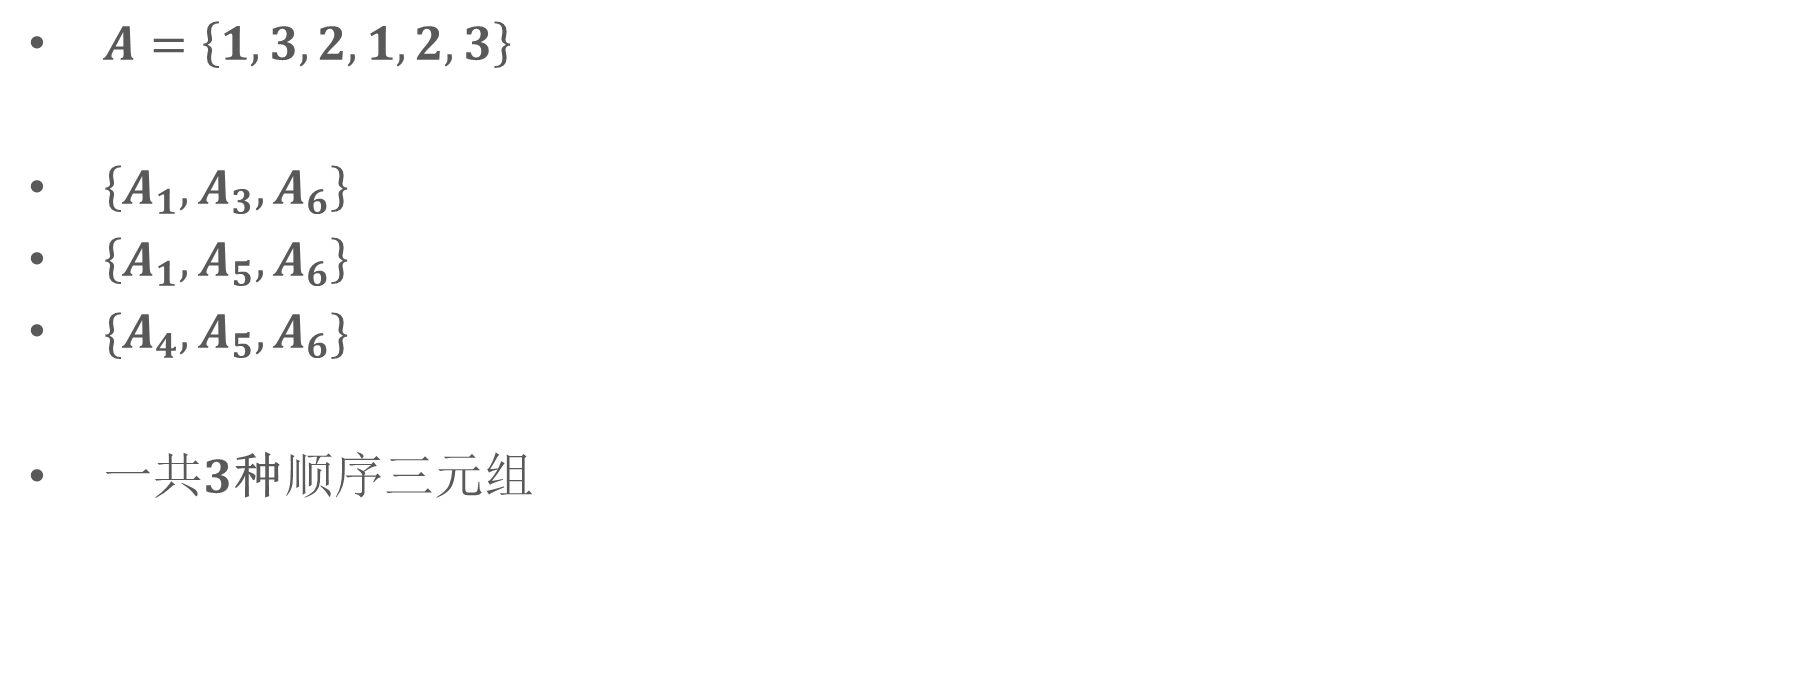 • A = {1, 3, 2, 1, 2, 3}
• {A₁, A₃, A₆}
• {A₁, A₅, A₆}
• {A₄, A₅, A₆}
• 一共3种顺序三元组